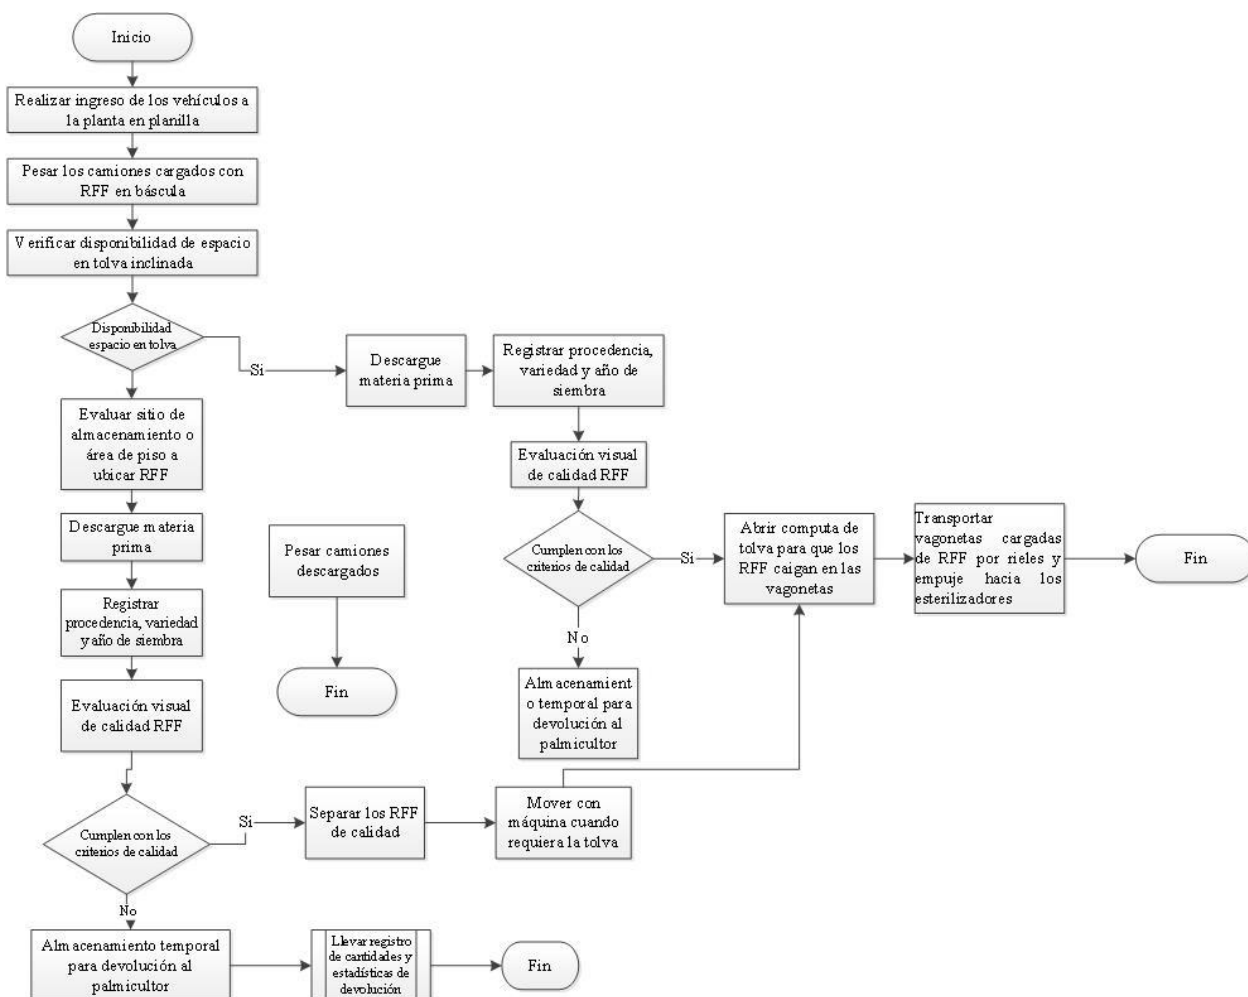 Inicio
Realizar ingreso de los vehículos a
la planta en planilla
Pesar los camiones cargados con
RFF en báscula
Verificar disponibilidad de espacio
en tolva inclinada
Disponibilidad
espacio en tolva
Si
Descargue
materia prima
Registrar procedencia,
variedad y año de
siembra
Evaluación visual
de calidad RFF
Cumplen con los
criterios de calidad
Si
Abrir computa de
tolva para que los
RFF caigan en las
vagonetas
Transportar
vagonetas cargadas
de RFF por rieles y
empuje hacia los
esterilizadores
Fin
No
Almacenamient
o temporal para
devolución al
palmicultor
Evaluar sitio de
almacenamiento o
área de piso a
ubicar RFF
Descargue materia
prima
Registrar
procedencia, variedad
y año de siembra
Evaluación visual
de calidad RFF
Pesar camiones
descargados
Fin
Cumplen con los
criterios de calidad
Si
Separar los RFF
de calidad
Mover con
máquina cuando
requiera la tolva
No
Almacenamiento temporal
para devolución al
palmicultor
Llevar registro
de cantidades y
estadísticas de
devolución
Fin